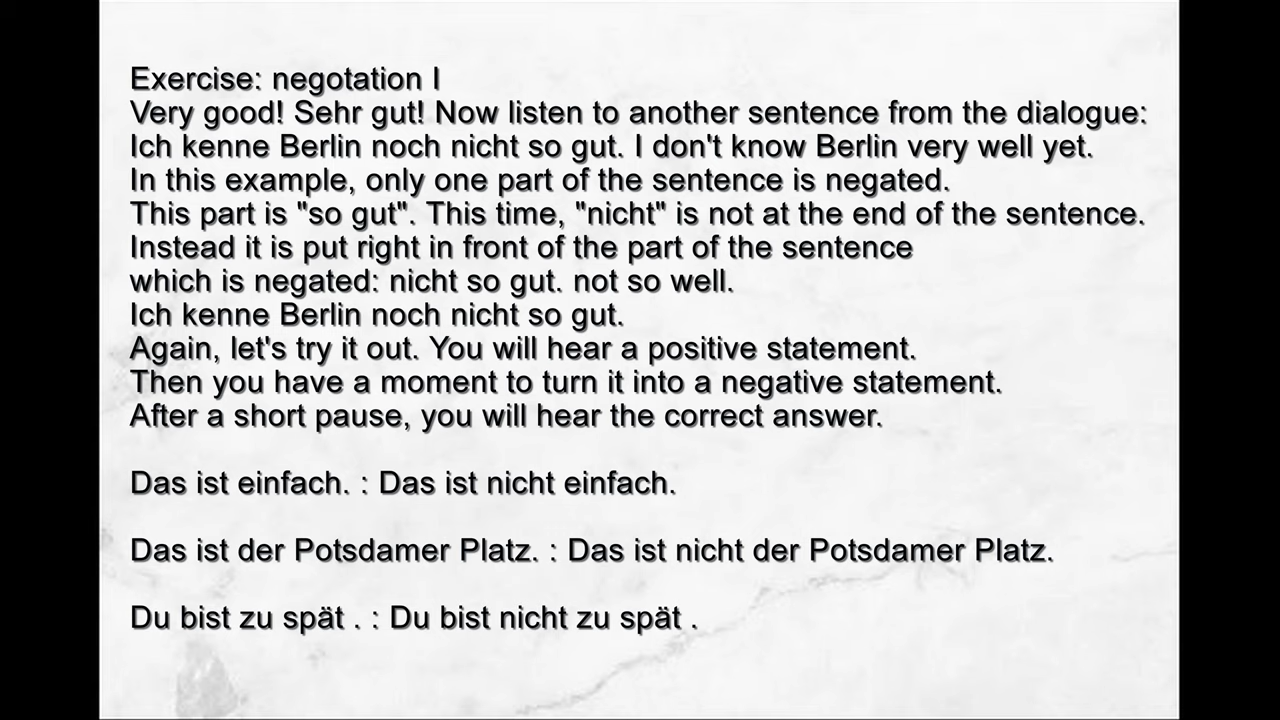 Exercise: negotation I
Very good! Sehr gut! Now listen to another sentence from the dialogue:
Ich kenne Berlin noch nicht so gut. I don't know Berlin very well yet.
In this example, only one part of the sentence is negated.
This part is "so gut". This time, "nicht" is not at the end of the sentence.
Instead it is put right in front of the part of the sentence
which is negated: nicht so gut. not so well.
Ich kenne Berlin noch nicht so gut.
Again, let's try it out. You will hear a positive statement.
Then you have a moment to turn it into a negative statement.
After a short pause, you will hear the correct answer.
Das ist einfach. : Das ist nicht einfach.
Das ist der Potsdamer Platz. : Das ist nicht der Potsdamer Platz.
Du bist zu spät . : Du bist nicht zu spät .